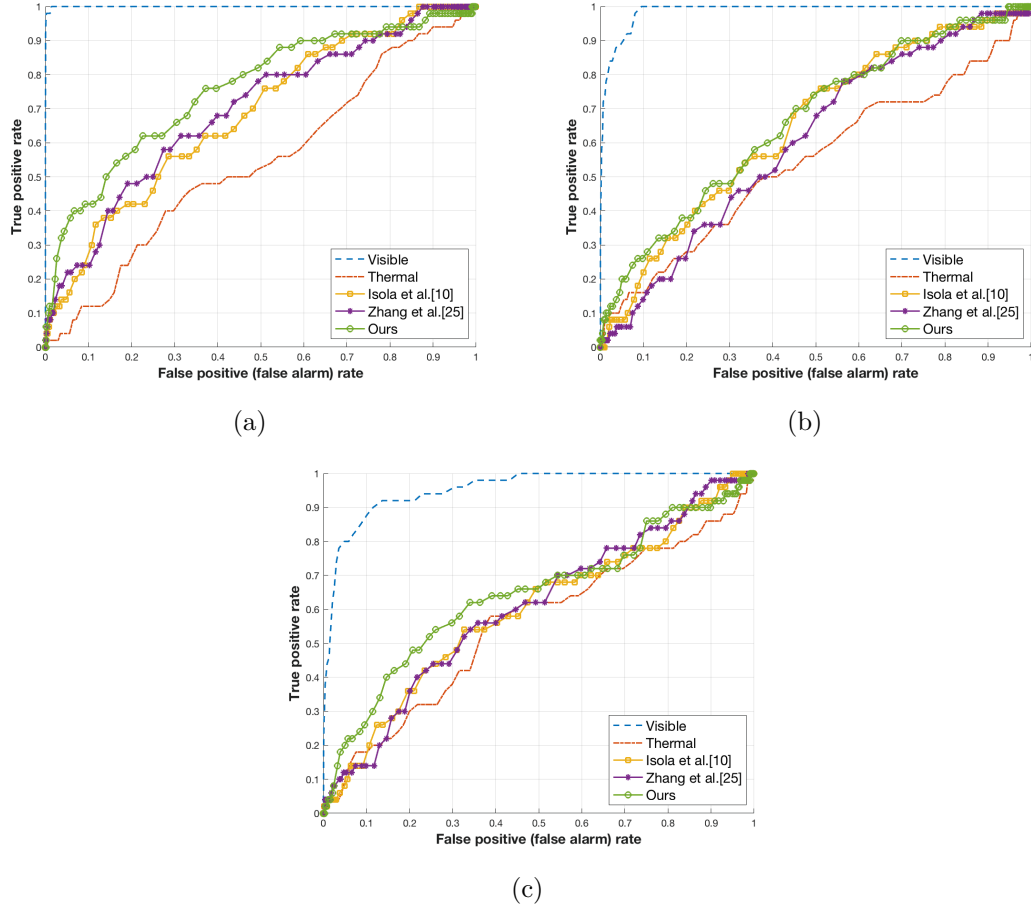 1
0.9
0.8
0.7
0.6
0.5
0.4
0.3
0.2
0.1
0
True positive rate
0 0.1 0.2 0.3 0.4 0.5 0.6 0.7 0.8 0.9 1
False positive (false alarm) rate
Visible
Thermal
Isola et al.[10]
Zhang et al.[25]
Ours
(a)
1
0.9
0.8
0.7
0.6
0.5
0.4
0.3
0.2
0.1
0
True positive rate
0 0.1 0.2 0.3 0.4 0.5 0.6 0.7 0.8 0.9 1
False positive (false alarm) rate
Visible
Thermal
Isola et al.[10]
Zhang et al.[25]
Ours
(b)
1
0.9
0.8
0.7
0.6
0.5
0.4
0.3
0.2
0.1
0
True positive rate
0 0.1 0.2 0.3 0.4 0.5 0.6 0.7 0.8 0.9 1
False positive (false alarm) rate
Visible
Thermal
Isola et al.[10]
Zhang et al.[25]
Ours
(c)